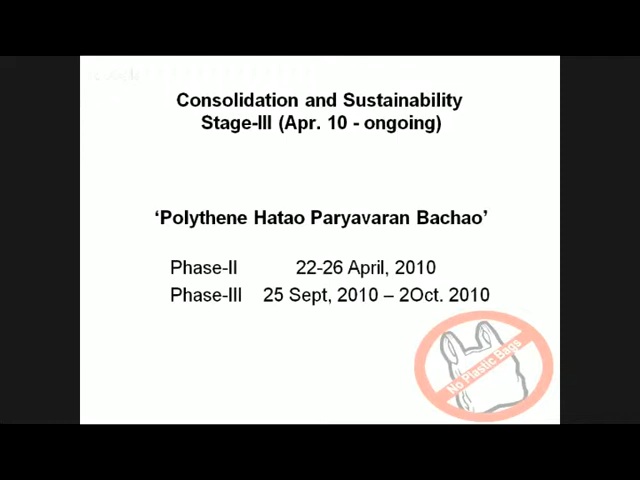 Consolidation and Sustainability
Stage-III (Apr. 10 - ongoing)
‘Polythene Hatao Paryavaran Bachao’
Phase-II 22-26 April, 2010
Phase-III 25 Sept, 2010 – 2Oct. 2010
No Plastic Bags